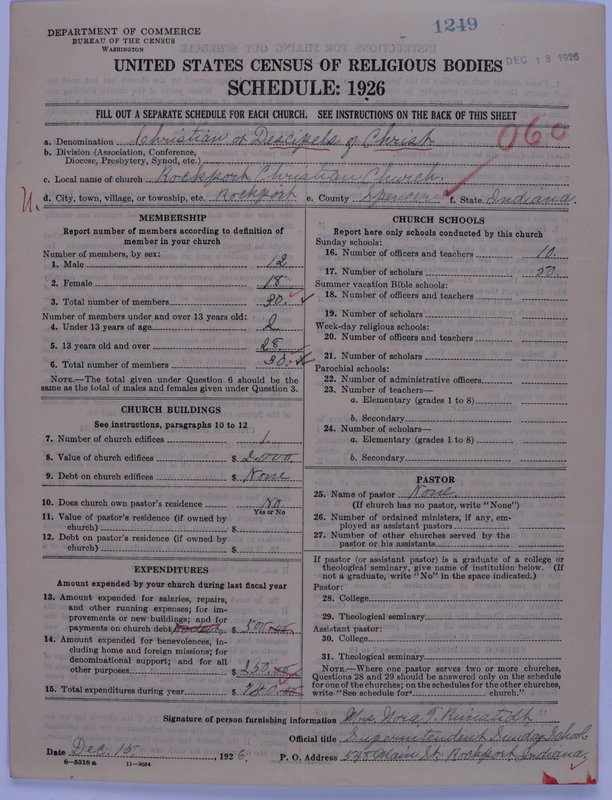 1249
DEPARTMENT OF COMMERCE
BUREAU OF THE CENSUS
WASHINGTON
DEC 18 1926
UNITED STATES CENSUS OF RELIGIOUS BODIES
SCHEDULE: 1926
FILL OUT A SEPARATE SCHEDULE FOR EACH CHURCH. SEE INSTRUCTIONS ON THE BACK OF THIS SHEET
060
a. Denomination Christian of Descipels of Christ
b. Division (Association, Conference,
Diocese, Presbytery, Synod, etc.)
c. Local name of church Rockport Christian Church.
d. City, town, village, or township, etc. Rockport e. County Spencer f. State Indiana.
MEMBERSHIP
Report number of members according to definition of
member in your church
Number of members, by sex:
1. Male 12
2. Female 18
3. Total number of members 30.
Number of members under and over 13 years old:
4. Under 13 years of age 2
5. 13 years old and over 28
6. Total number of members 30.
NOTE.—The total given under Question 6 should be
the same as the total of males and females given under Question 3.
CHURCH BUILDINGS
See instructions, paragraphs 10 to 12
7. Number of church edifices 1.
8. Value of church edifices $ 2,000.
9. Debt on church edifices $ None
10. Does church own pastor's residence No
Yes or No
11. Value of pastor's residence (if owned by
church) $
12. Debt on pastor's residence (if owned by
church) $
EXPENDITURES
Amount expended by your church during last fiscal year
13. Amount expended for salaries, repairs,
and other running expenses; for im-
provements or new buildings; and for
payments on church debt $ 500
14. Amount expended for benevolences, in-
cluding home and foreign missions; for
denominational support; and for all
other purposes $ 250
15. Total expenditures during year $ 750
CHURCH SCHOOLS
Report here only schools conducted by this church
Sunday schools:
16. Number of officers and teachers 10.
17. Number of scholars 50.
Summer vacation Bible schools:
18. Number of officers and teachers
19. Number of scholars
Week-day religious schools:
20. Number of officers and teachers
21. Number of scholars
Parochial schools:
22. Number of administrative officers
23. Number of teachers—
a. Elementary (grades 1 to 8)
b. Secondary
24. Number of scholars—
a. Elementary (grades 1 to 8)
b. Secondary
PASTOR
25. Name of pastor None.
(If church has no pastor, write "None")
26. Number of ordained ministers, if any, em-
ployed as assistant pastors
27. Number of other churches served by the
pastor or his assistants
If pastor (or assistant pastor) is a graduate of a college or
theological seminary, give name of institution below. (If
not a graduate, write "No" in the space indicated.)
Pastor:
28. College
29. Theological seminary
Assistant pastor:
30. College
31. Theological seminary
NOTE.—Where one pastor serves two or more churches,
Questions 28 and 29 should be answered only on the schedule
for one of the churches; on the schedules for the other churches,
write "See schedule for church."
Signature of person furnishing information Mrs Nora T.
Official title Superintendent Sunday School
Date Dec. 15, 1926. P. O. Address Main St. Rockport Indiana
8-5518 a 11-9554